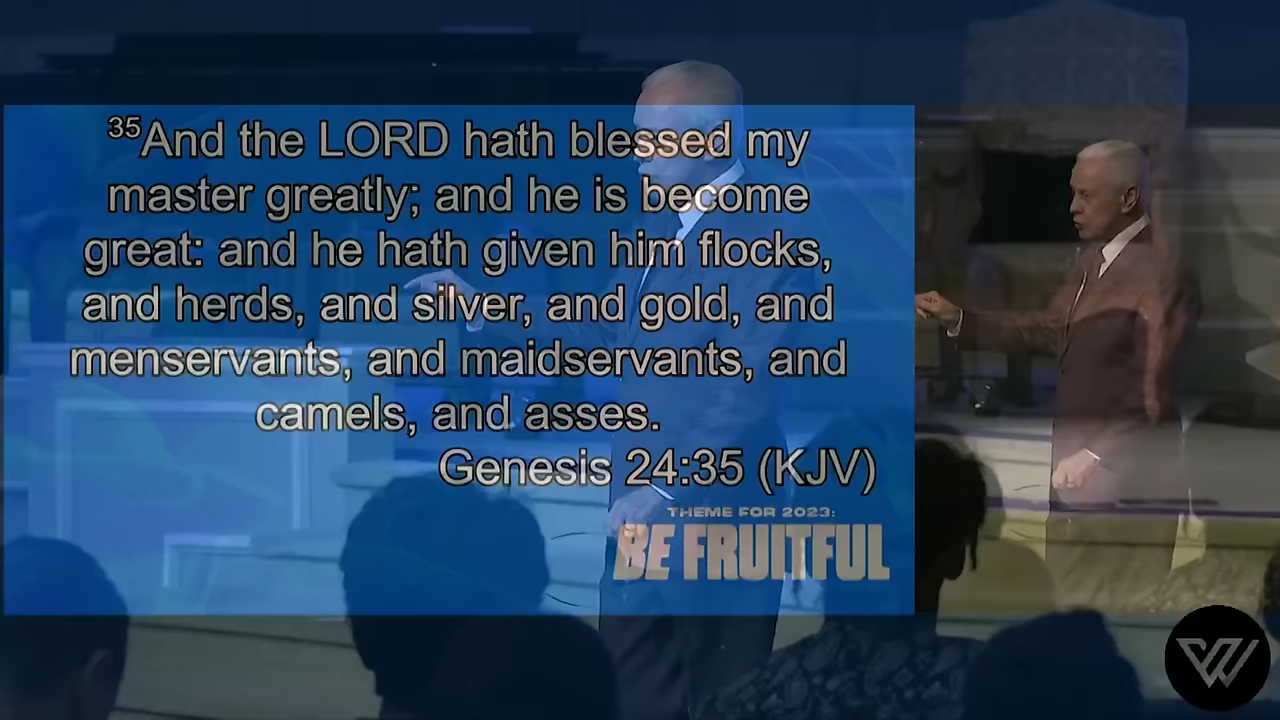 35And the LORD hath blessed my
master greatly; and he is become
great: and he hath given him flocks,
and herds, and silver, and gold, and
menservants, and maidservants, and
camels, and asses.
Genesis 24:35 (KJV)
THEME FOR 2023:
BE FRUITFUL
W